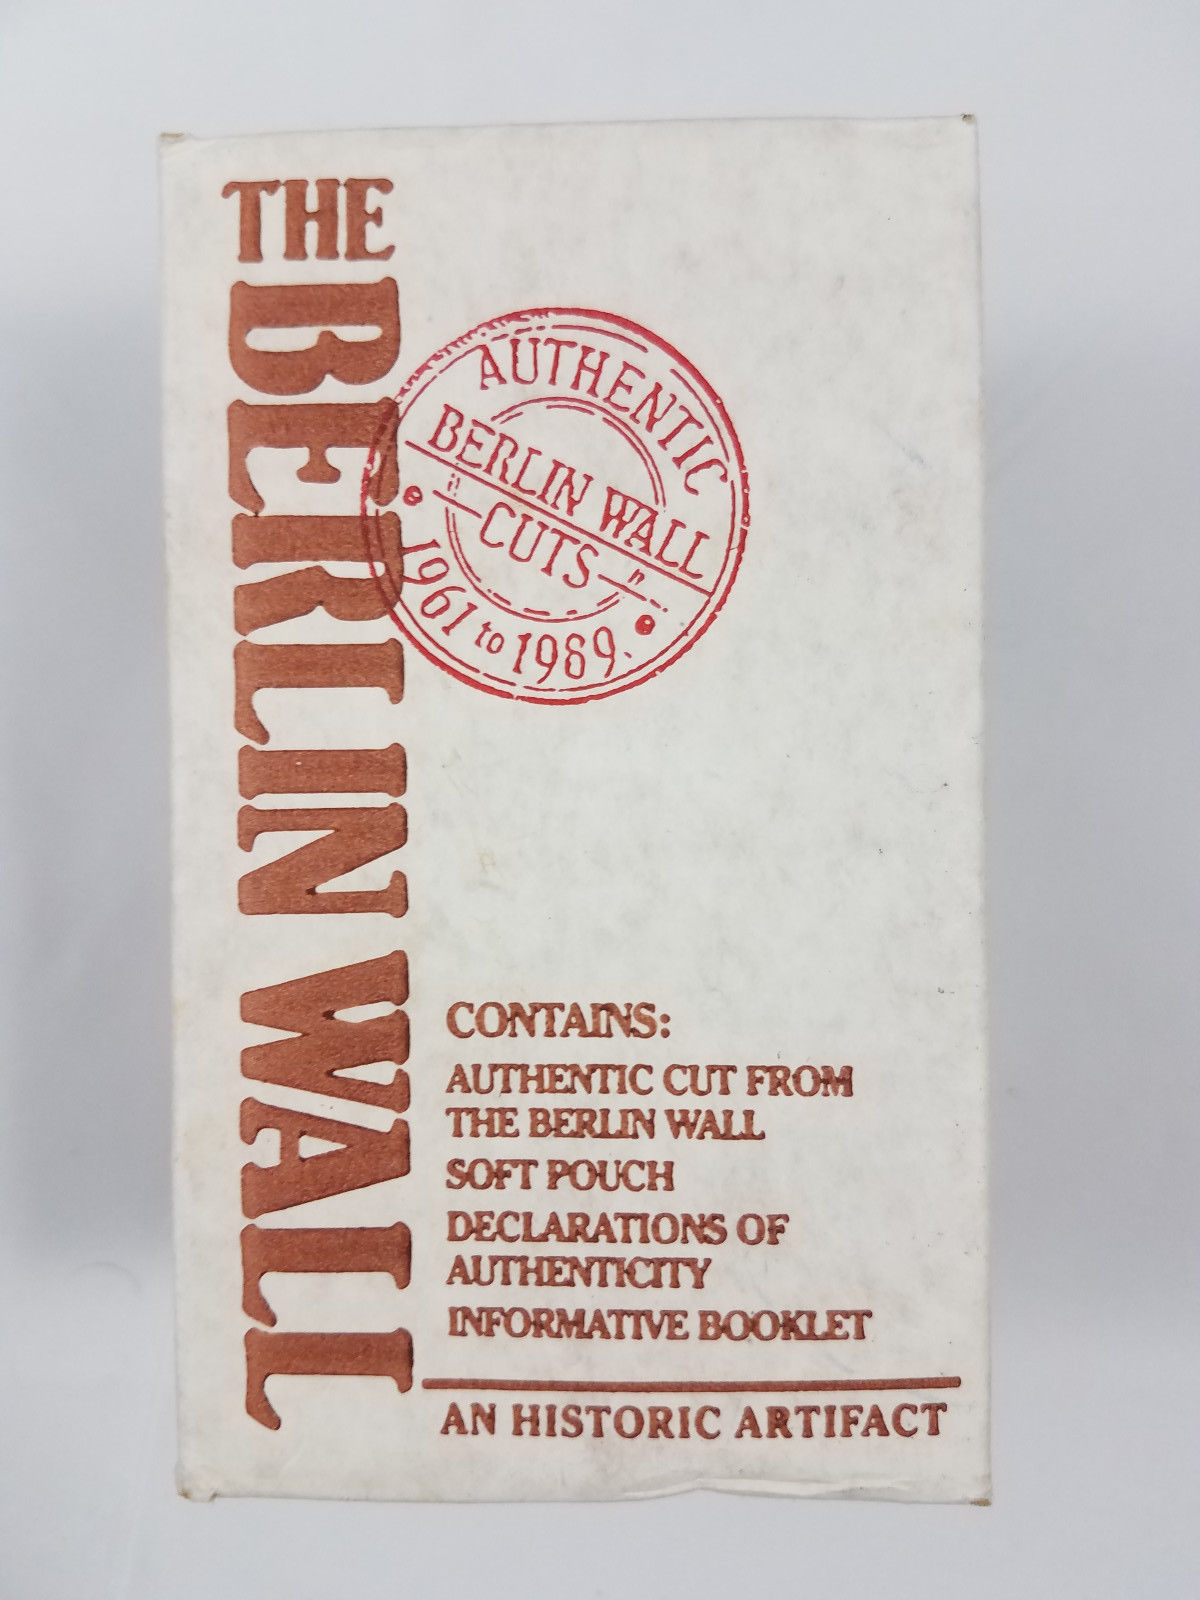 THE
BERLIN WALL
AUTHENTIC
BERLIN WALL
"CUTS"
1961 to 1989.
CONTAINS:
AUTHENTIC CUT FROM
THE BERLIN WALL
SOFT POUCH
DECLARATIONS OF
AUTHENTICITY
INFORMATIVE BOOKLET
AN HISTORIC ARTIFACT